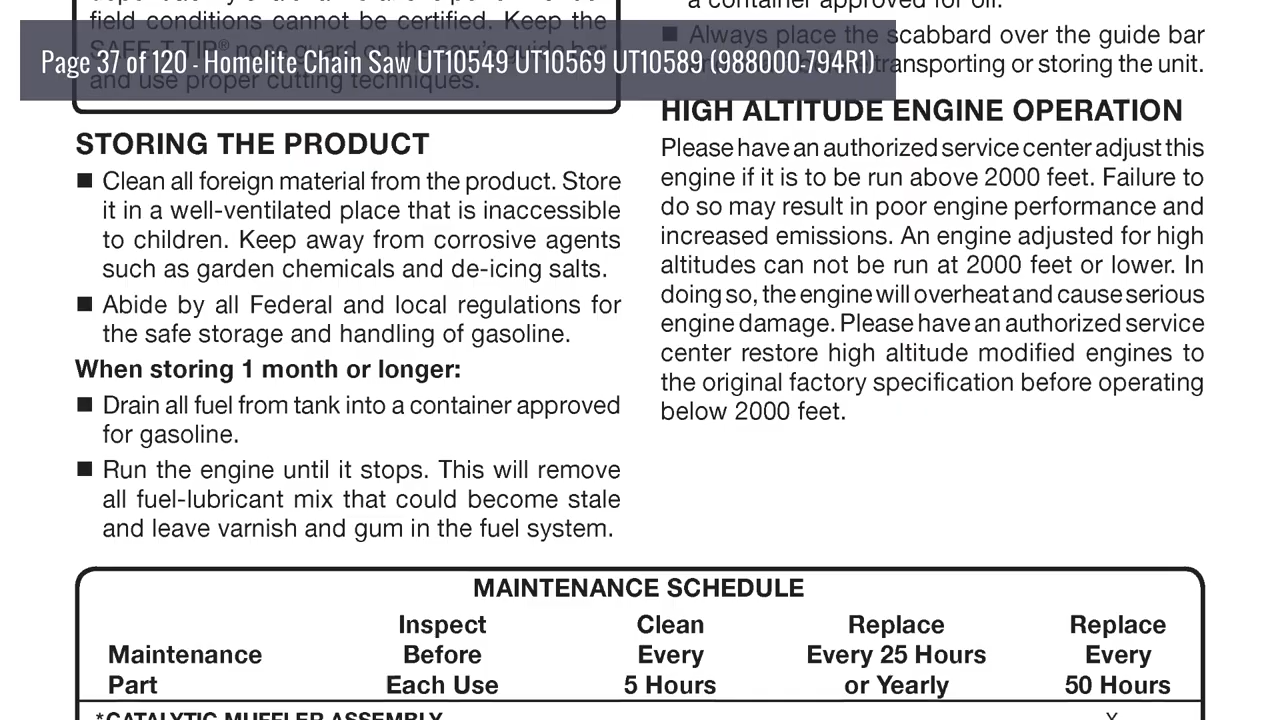 field conditions cannot be certified. Keep the
SAFE-T-TIP® nose guard on the saw's guide bar
and use proper cutting techniques.
STORING THE PRODUCT
■ Clean all foreign material from the product. Store
it in a well-ventilated place that is inaccessible
to children. Keep away from corrosive agents
such as garden chemicals and de-icing salts.
■ Abide by all Federal and local regulations for
the safe storage and handling of gasoline.
When storing 1 month or longer:
■ Drain all fuel from tank into a container approved
for gasoline.
■ Run the engine until it stops. This will remove
all fuel-lubricant mix that could become stale
and leave varnish and gum in the fuel system.
a container approved for oil.
■ Always place the scabbard over the guide bar
transporting or storing the unit.
Page 37 of 120 - Homelite Chain Saw UT10549 UT10569 UT10589 (988000-794R1)
HIGH ALTITUDE ENGINE OPERATION
Please have an authorized service center adjust this
engine if it is to be run above 2000 feet. Failure to
do so may result in poor engine performance and
increased emissions. An engine adjusted for high
altitudes can not be run at 2000 feet or lower. In
doing so, the engine will overheat and cause serious
engine damage. Please have an authorized service
center restore high altitude modified engines to
the original factory specification before operating
below 2000 feet.
MAINTENANCE SCHEDULE
Inspect Clean Replace Replace
Maintenance Before Every Every 25 Hours Every
Part Each Use 5 Hours or Yearly 50 Hours
*CATALYTIC MUFFLER ASSEMBLY X